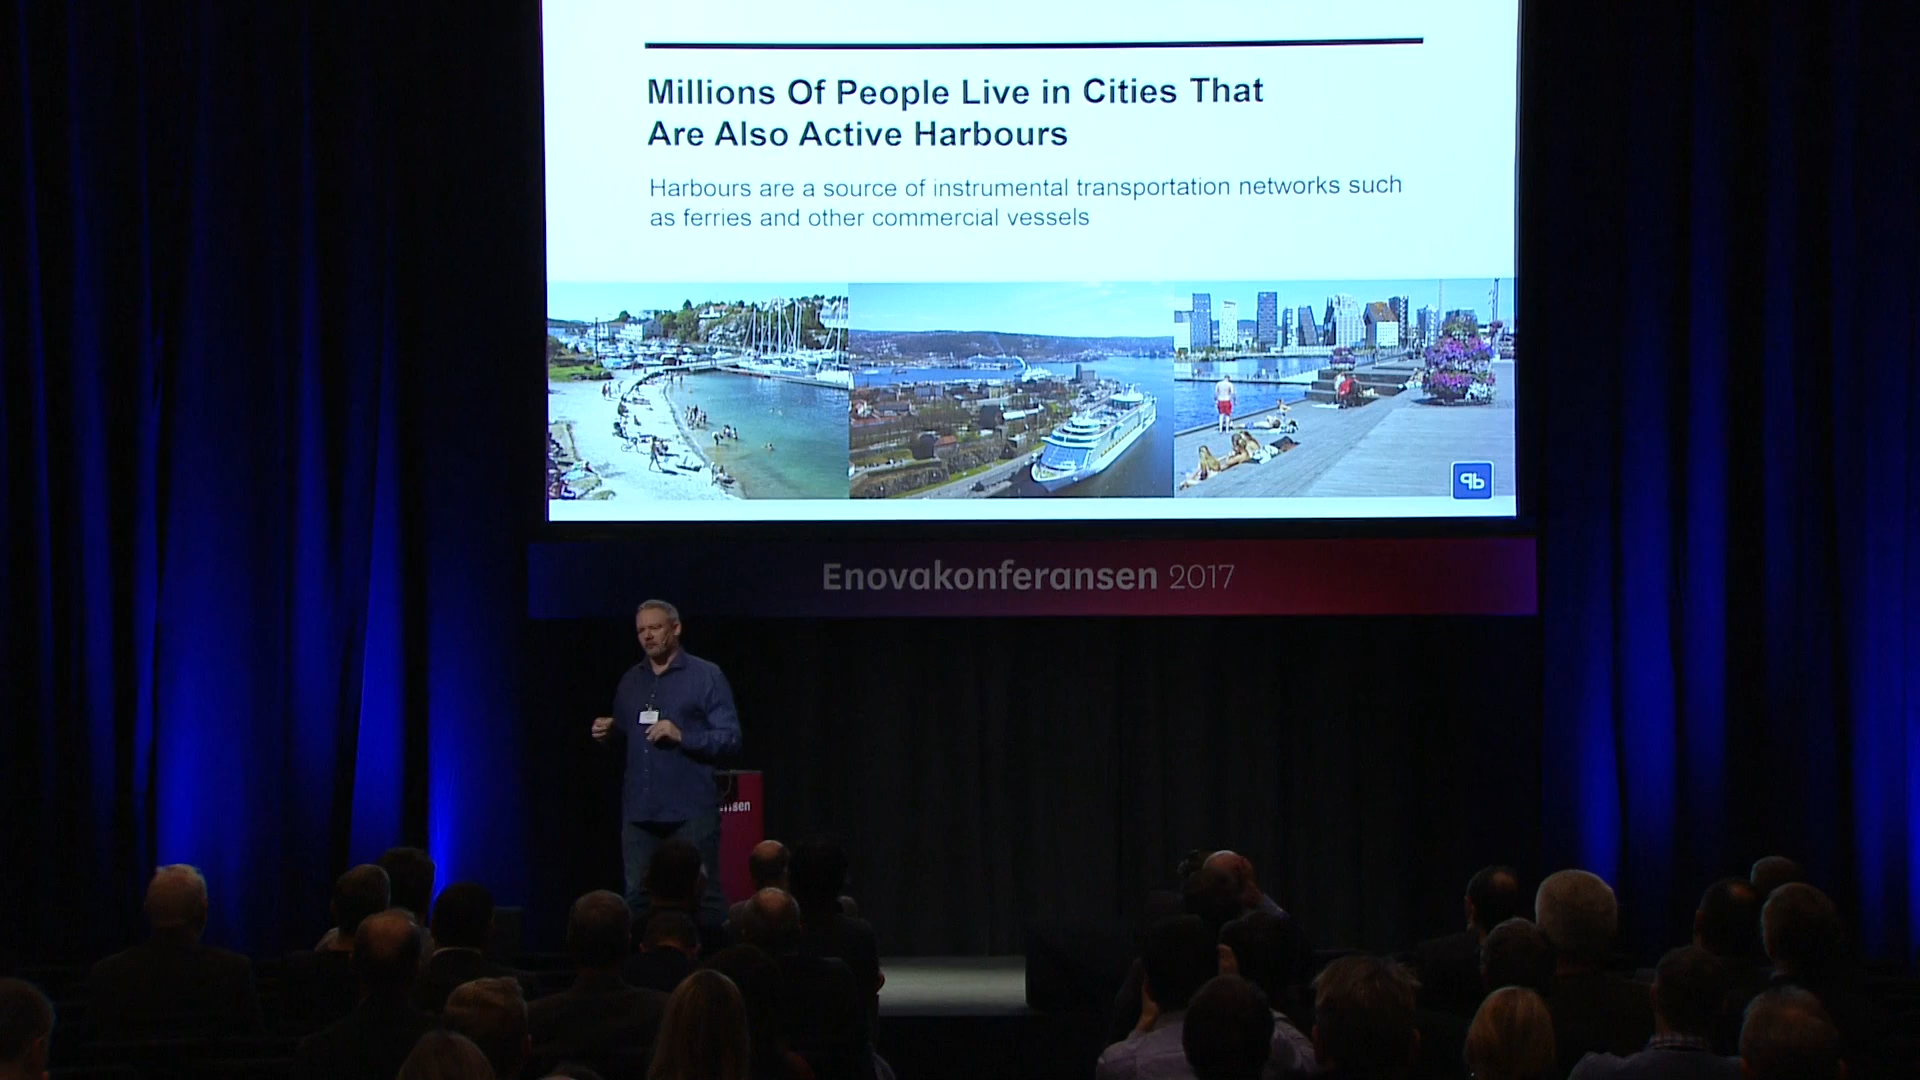 Millions Of People Live in Cities That
Are Also Active Harbours
Harbours are a source of instrumental transportation networks such
as ferries and other commercial vessels
Enovakonferansen 2017